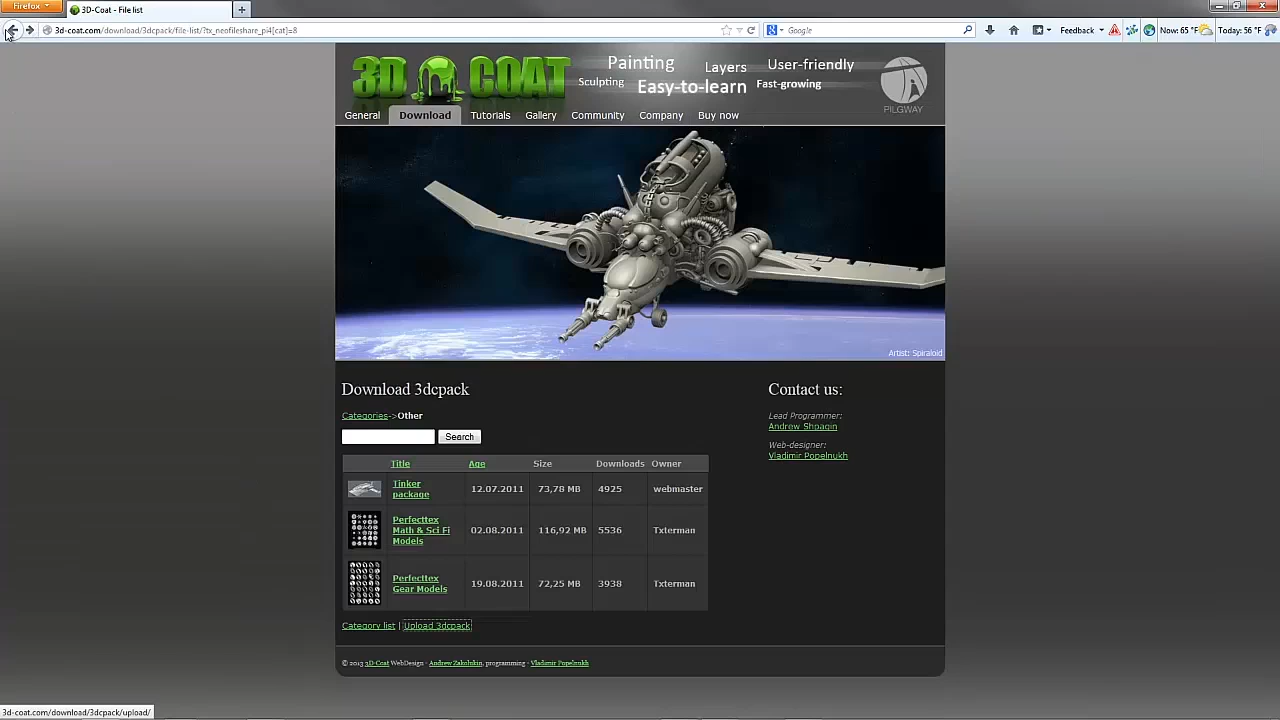 Firefox
3D-Coat - File list
3d-coat.com/download/3dcpack/file-list/?tx_neofileshare_pi4[cat]=8
Google
Feedback
Now: 65 °F
Today: 56 °F
3D COAT
Painting
Layers
User-friendly
Sculpting
Easy-to-learn
Fast-growing
PILGWAY
General
Download
Tutorials
Gallery
Community
Company
Buy now
Artist: Spiraloid
Download 3dcpack
Contact us:
Categories->Other
Lead Programmer:
Andrew Shpagin
Search
Web-designer:
Vladimir Popelnukh
Title Age Size Downloads Owner
Tinker package 12.07.2011 73,78 MB 4925 webmaster
Perfecttex Math & Sci Fi Models 02.08.2011 116,92 MB 5536 Txterman
Perfecttex Gear Models 19.08.2011 72,25 MB 3938 Txterman
Category list | Upload 3dcpack
© 2013 3D-Coat WebDesign - Andrew Zakolukin, programming - Vladimir Popelnukh
3d-coat.com/download/3dcpack/upload/